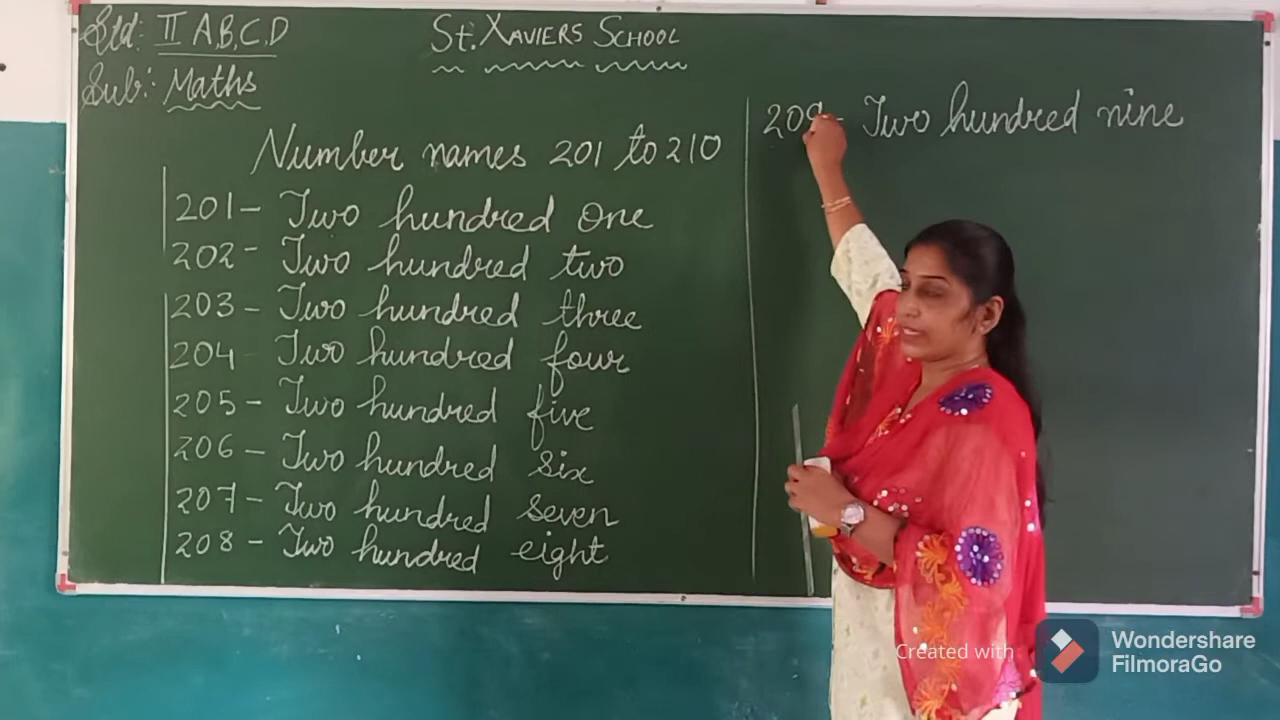 Std: II A,B,C,D
Sub: Maths
St. XAVIERS SCHOOL
Number names 201 to 210
201 - Two hundred one
202 - Two hundred two
203 - Two hundred three
204 - Two hundred four
205 - Two hundred five
206 - Two hundred six
207 - Two hundred seven
208 - Two hundred eight
209 - Two hundred nine
Created with
Wondershare
FilmoraGo